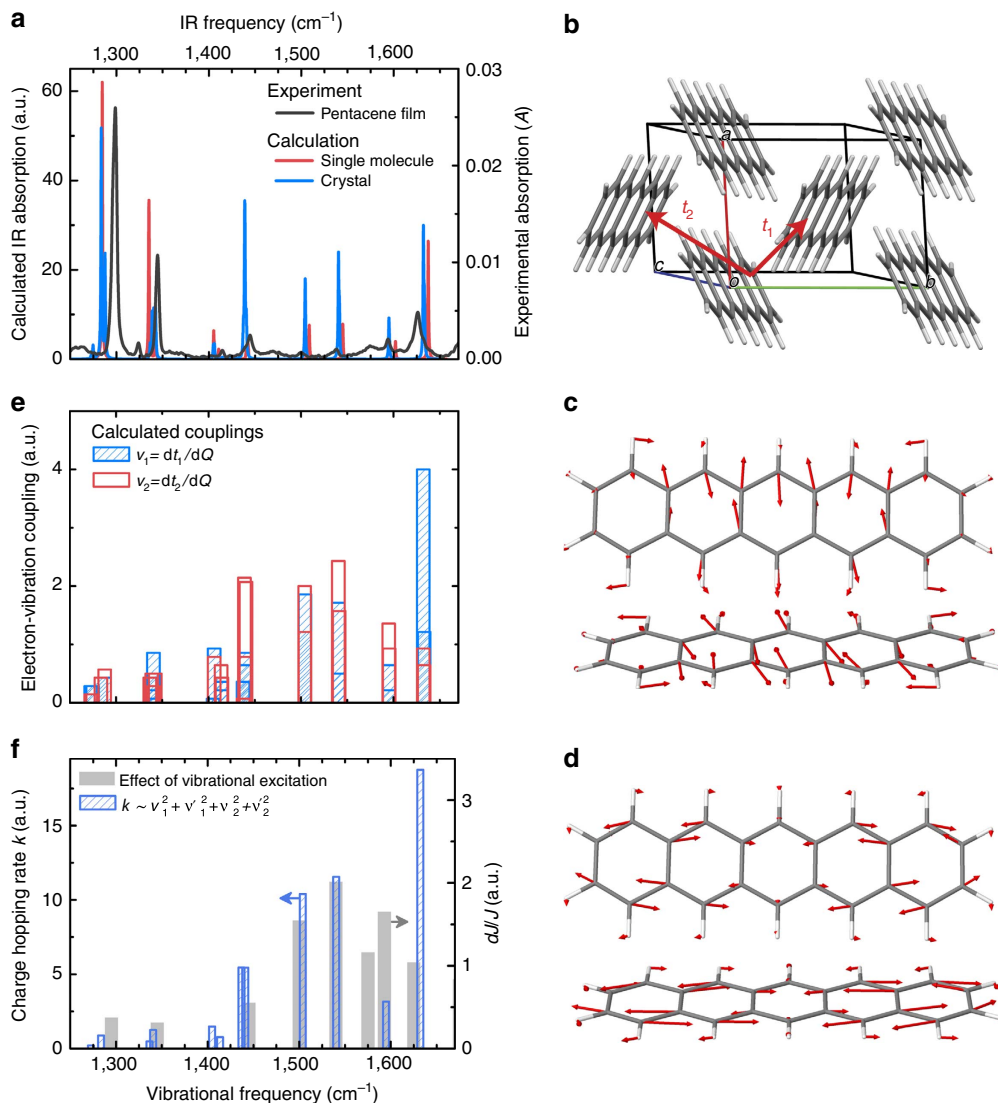 a
IR frequency (cm⁻¹)
1,300 1,400 1,500 1,600
Calculated IR absorption (a.u.)
60
40
20
0
Experiment
Pentacene film
Calculation
Single molecule
Crystal
0.03
0.02
0.01
0.00
Experimental absorption (A)
b
a
t₂
t₁
c
o
b
e
Electron-vibration coupling (a.u.)
4
2
0
Calculated couplings
v₁= dt₁/dQ
v₂=dt₂/dQ
c
f
Charge hopping rate k (a.u.)
15
10
5
0
Effect of vibrational excitation
k ~ v₁² + v′₁² + v₂² + v′₂²
3
2
1
0
dJ/J (a.u.)
1,300 1,400 1,500 1,600
Vibrational frequency (cm⁻¹)
d